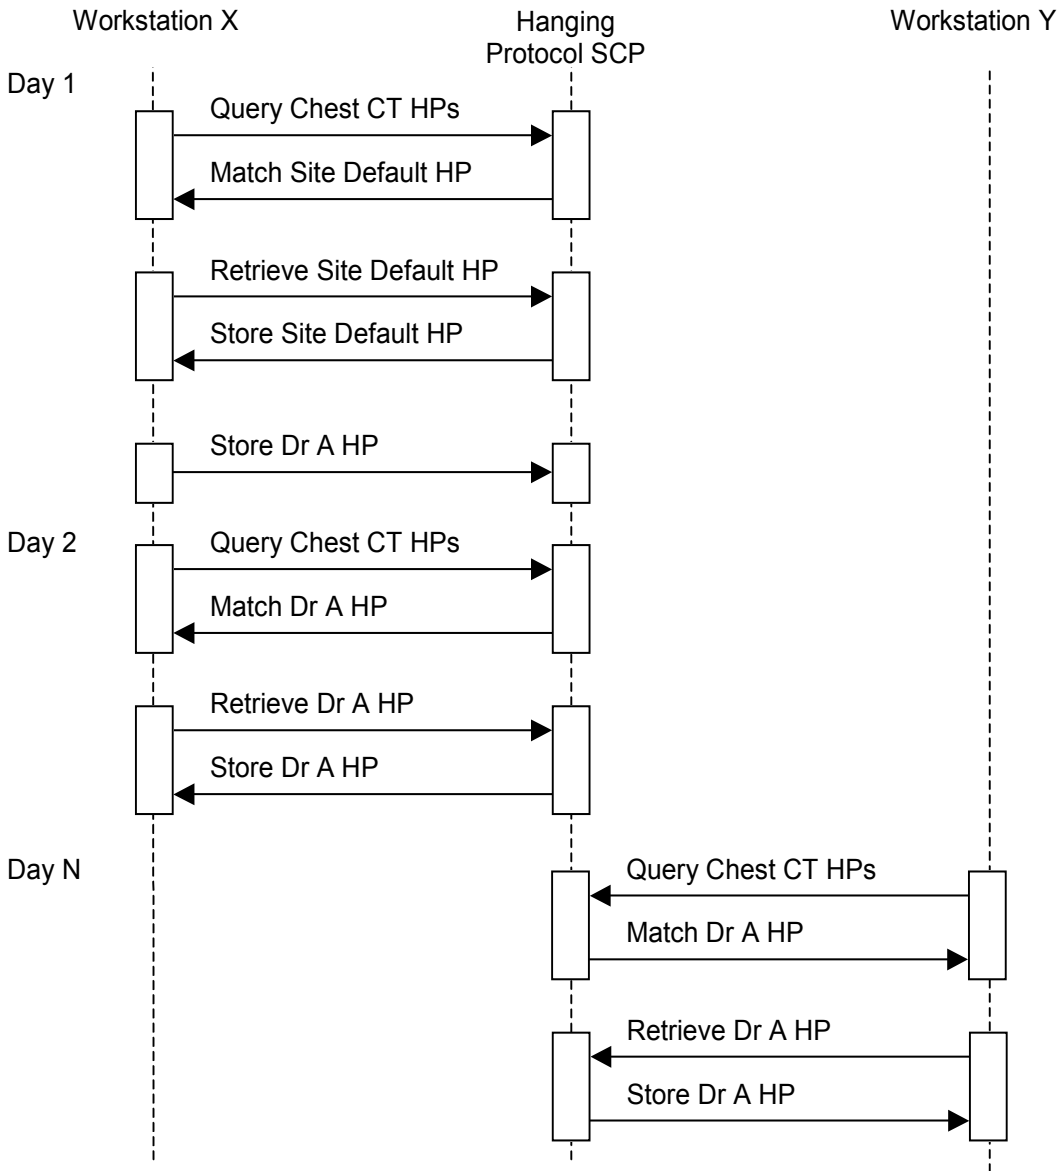 Workstation X
Hanging
Protocol SCP
Workstation Y
Day 1
Query Chest CT HPs
Match Site Default HP
Retrieve Site Default HP
Store Site Default HP
Store Dr A HP
Day 2
Query Chest CT HPs
Match Dr A HP
Retrieve Dr A HP
Store Dr A HP
Day N
Query Chest CT HPs
Match Dr A HP
Retrieve Dr A HP
Store Dr A HP